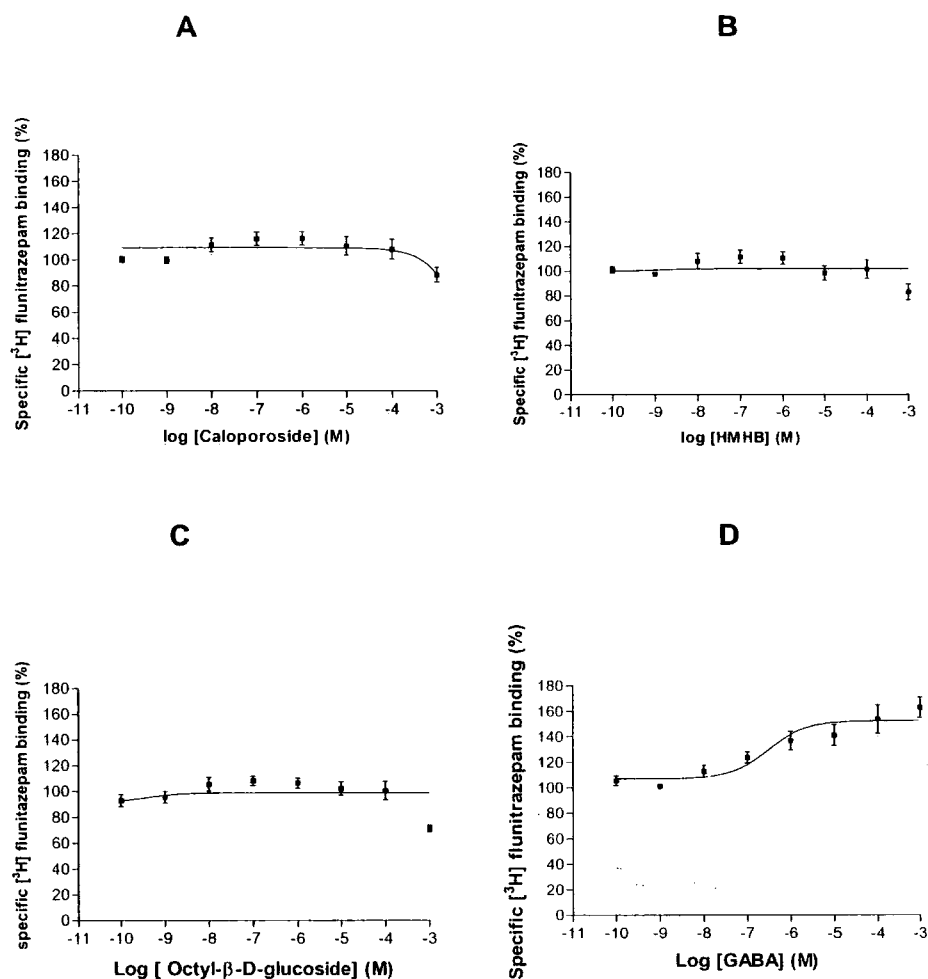 A
Specific [³H] flunitrazepam binding (%)
180
160
140
120
100
80
60
40
20
0
-11 -10 -9 -8 -7 -6 -5 -4 -3
log [Caloporoside] (M)
B
Specific [³H] flunitrazepam binding (%)
180
160
140
120
100
80
60
40
20
0
-11 -10 -9 -8 -7 -6 -5 -4 -3
log [HMHB] (M)
C
specific [³H] flunitazepam binding (%)
180
160
140
120
100
80
60
40
20
0
-11 -10 -9 -8 -7 -6 -5 -4 -3
Log [ Octyl-β-D-glucoside] (M)
D
Specific [³H] flunitrazepam binding (%)
180
160
140
120
100
80
60
40
20
0
-11 -10 -9 -8 -7 -6 -5 -4 -3
Log [GABA] (M)